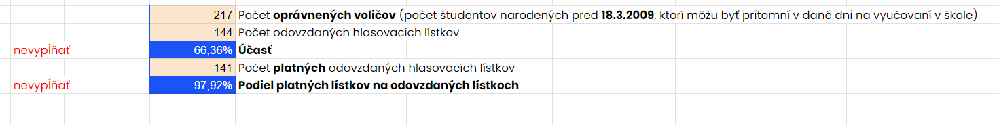 217 Počet oprávnených voličov (počet študentov narodených pred 18.3.2009, ktorí môžu byť prítomní v dané dni na vyučovaní v škole)
144 Počet odovzdaných hlasovacích lístkov
nevypĺňať 66,36% Účasť
141 Počet platných odovzdaných hlasovacích lístkov
nevypĺňať 97,92% Podiel platných lístkov na odovzdaných lístkoch